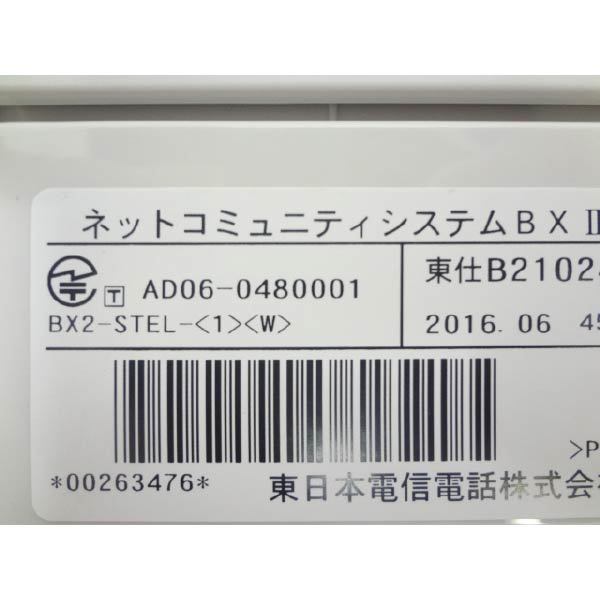 ネットコミュニティシステムBX Ⅱ
T AD06-0480001
東仕B2102
BX2-STEL-<1><W>
2016.06 45
>P
*00263476*
東日本電信電話株式会